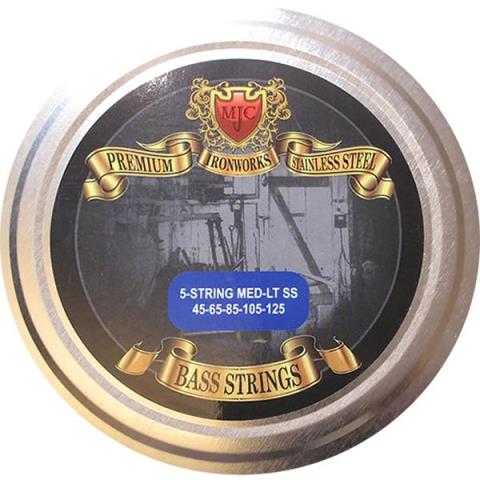 MJC
PREMIUM IRONWORKS STAINLESS STEEL
5-STRING MED-LT SS
45-65-85-105-125
BASS STRINGS